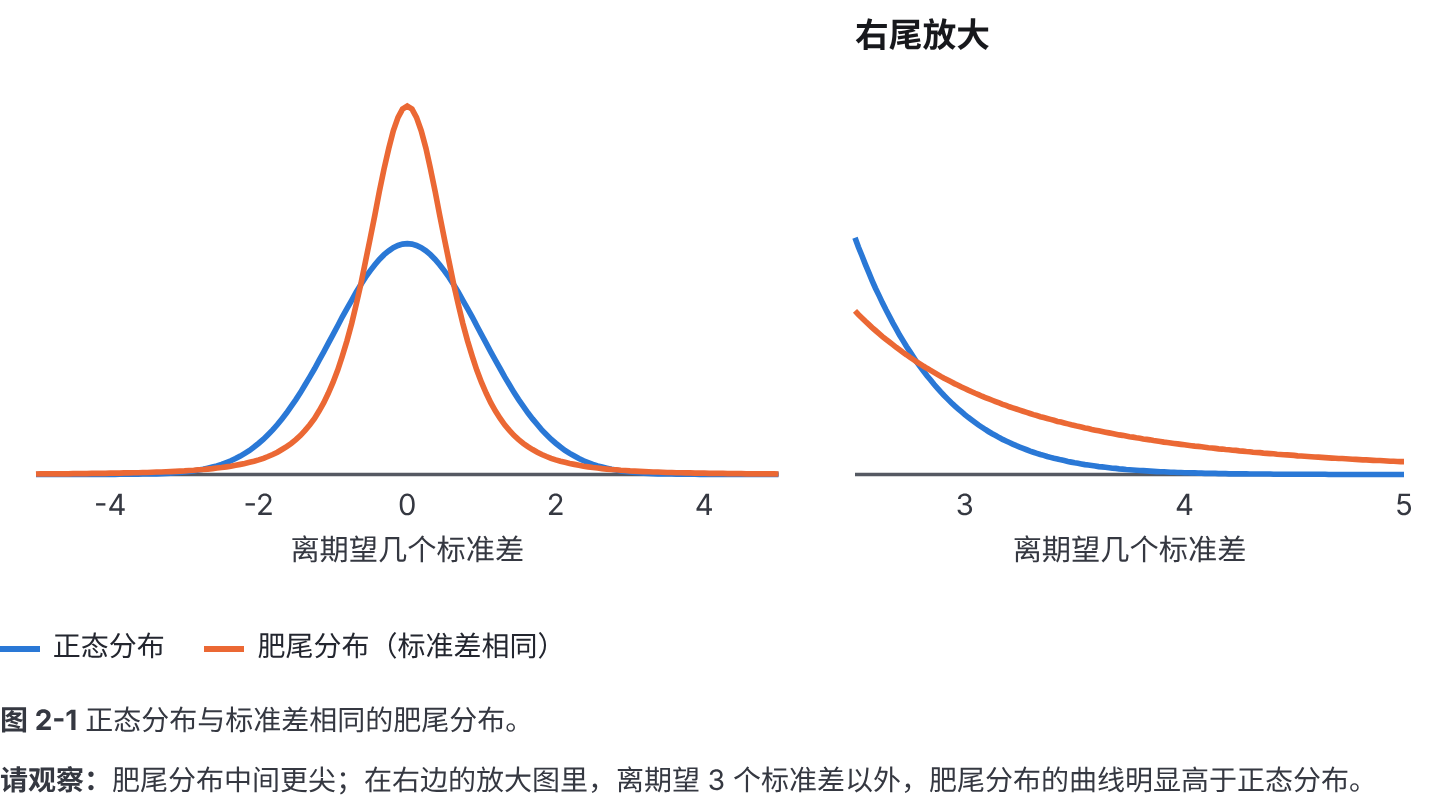 右尾放大
-4 -2 0 2 4
离期望几个标准差
3 4 5
离期望几个标准差
正态分布 肥尾分布（标准差相同）
图 2-1 正态分布与标准差相同的肥尾分布。
请观察：肥尾分布中间更尖；在右边的放大图里，离期望 3 个标准差以外，肥尾分布的曲线明显高于正态分布。